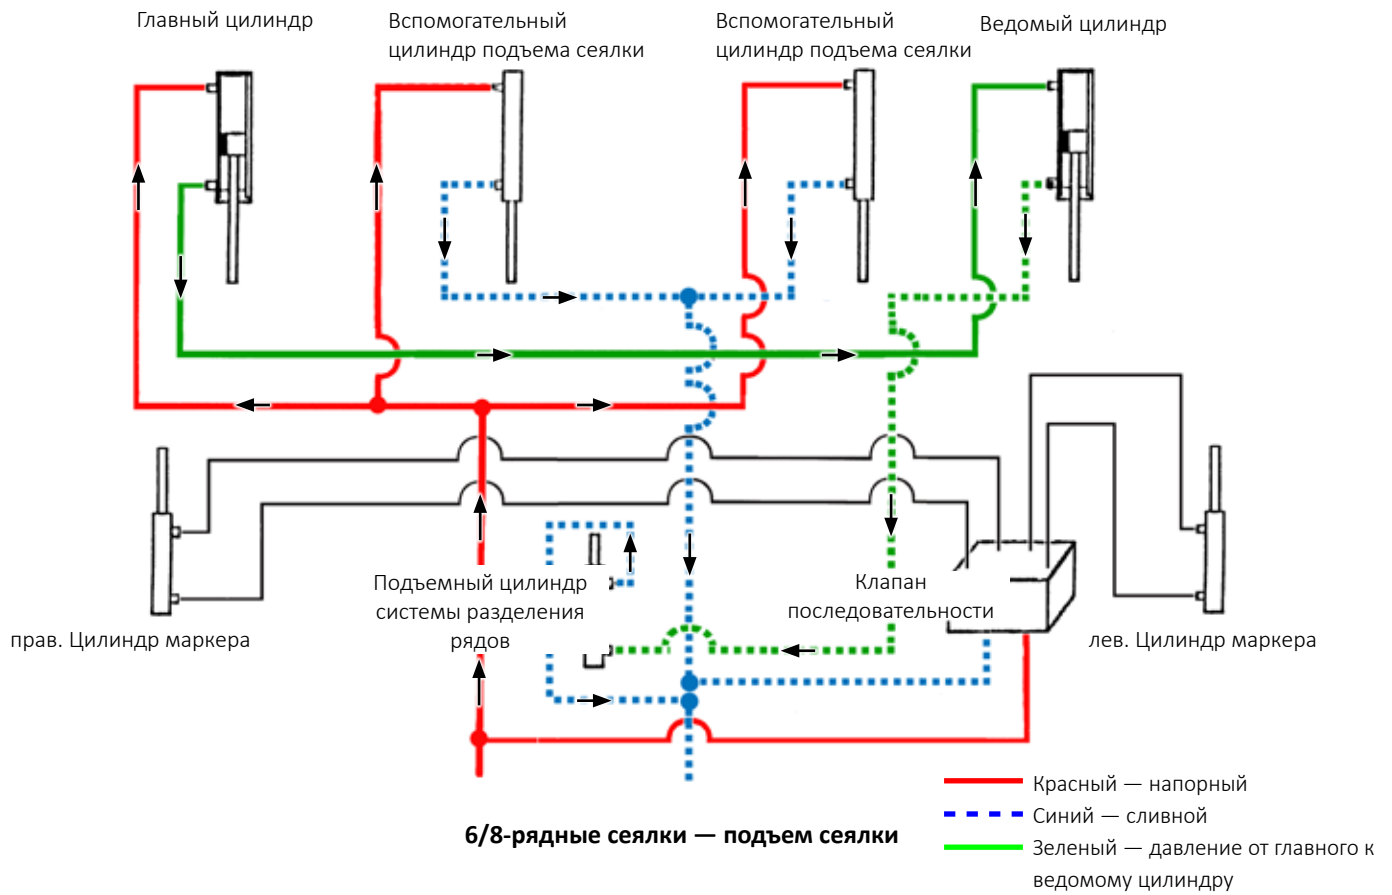 Главный цилиндр
Вспомогательный
цилиндр подъема сеялки
Вспомогательный
цилиндр подъема сеялки
Ведомый цилиндр
Подъемный цилиндр
системы разделения
рядов
Клапан
последовательности
прав. Цилиндр маркера
лев. Цилиндр маркера
Красный — напорный
Синий — сливной
Зеленый — давление от главного к
ведомому цилиндру
6/8-рядные сеялки — подъем сеялки